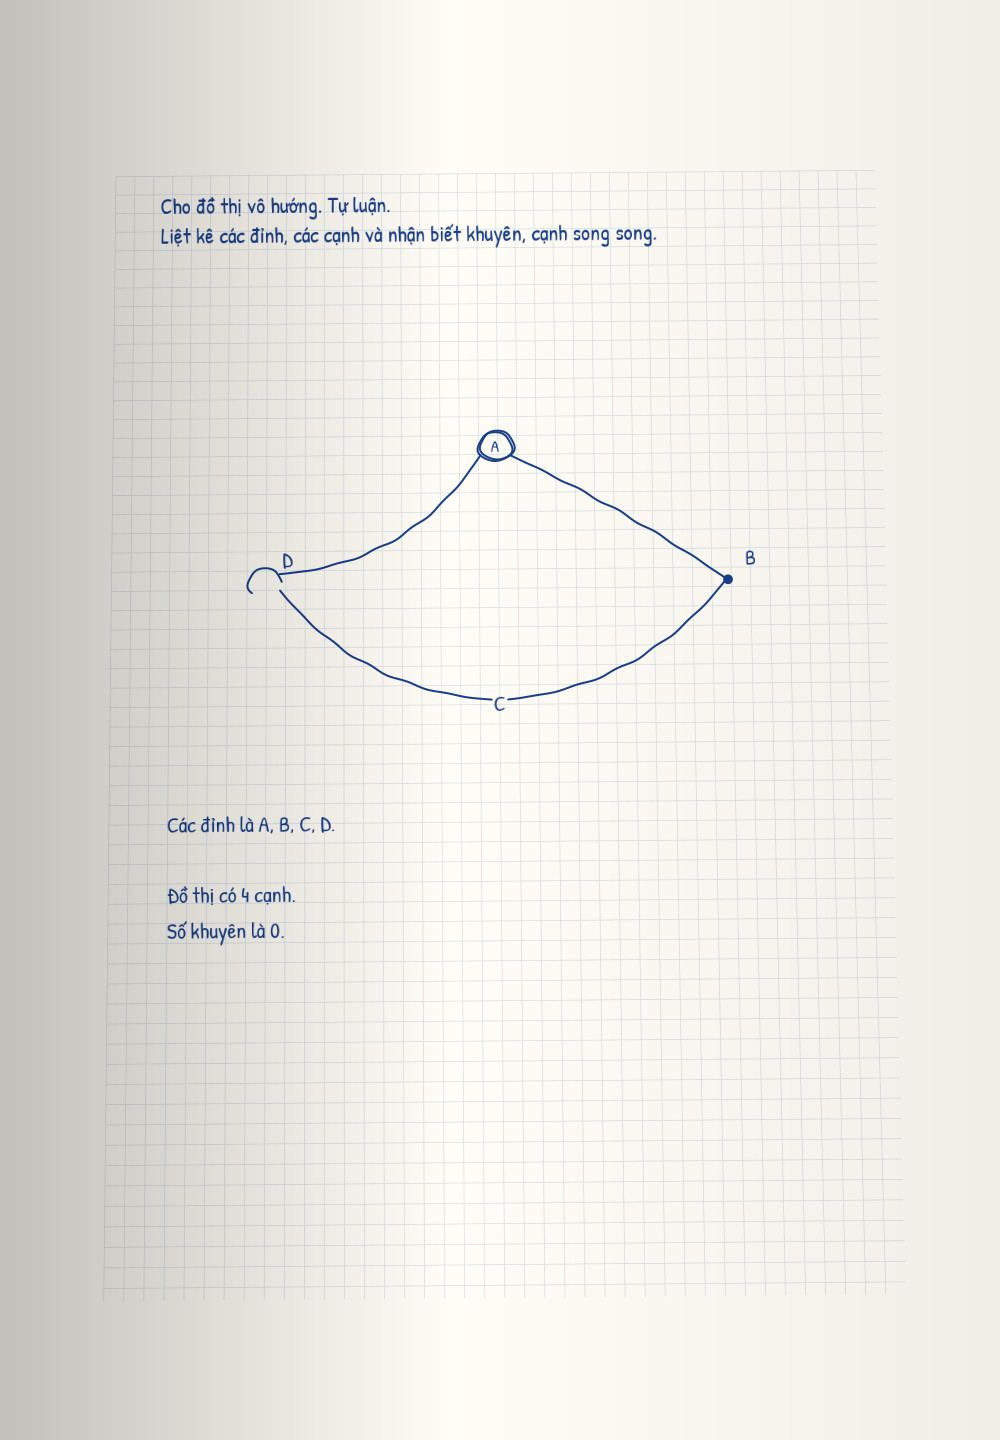 Cho đồ thị vô hướng. Tự luận.
Liệt kê các đỉnh, các cạnh và nhận biết khuyên, cạnh song song.
A
D
B
C
Các đỉnh là A, B, C, D.
Đồ thị có 4 cạnh.
Số khuyên là 0.